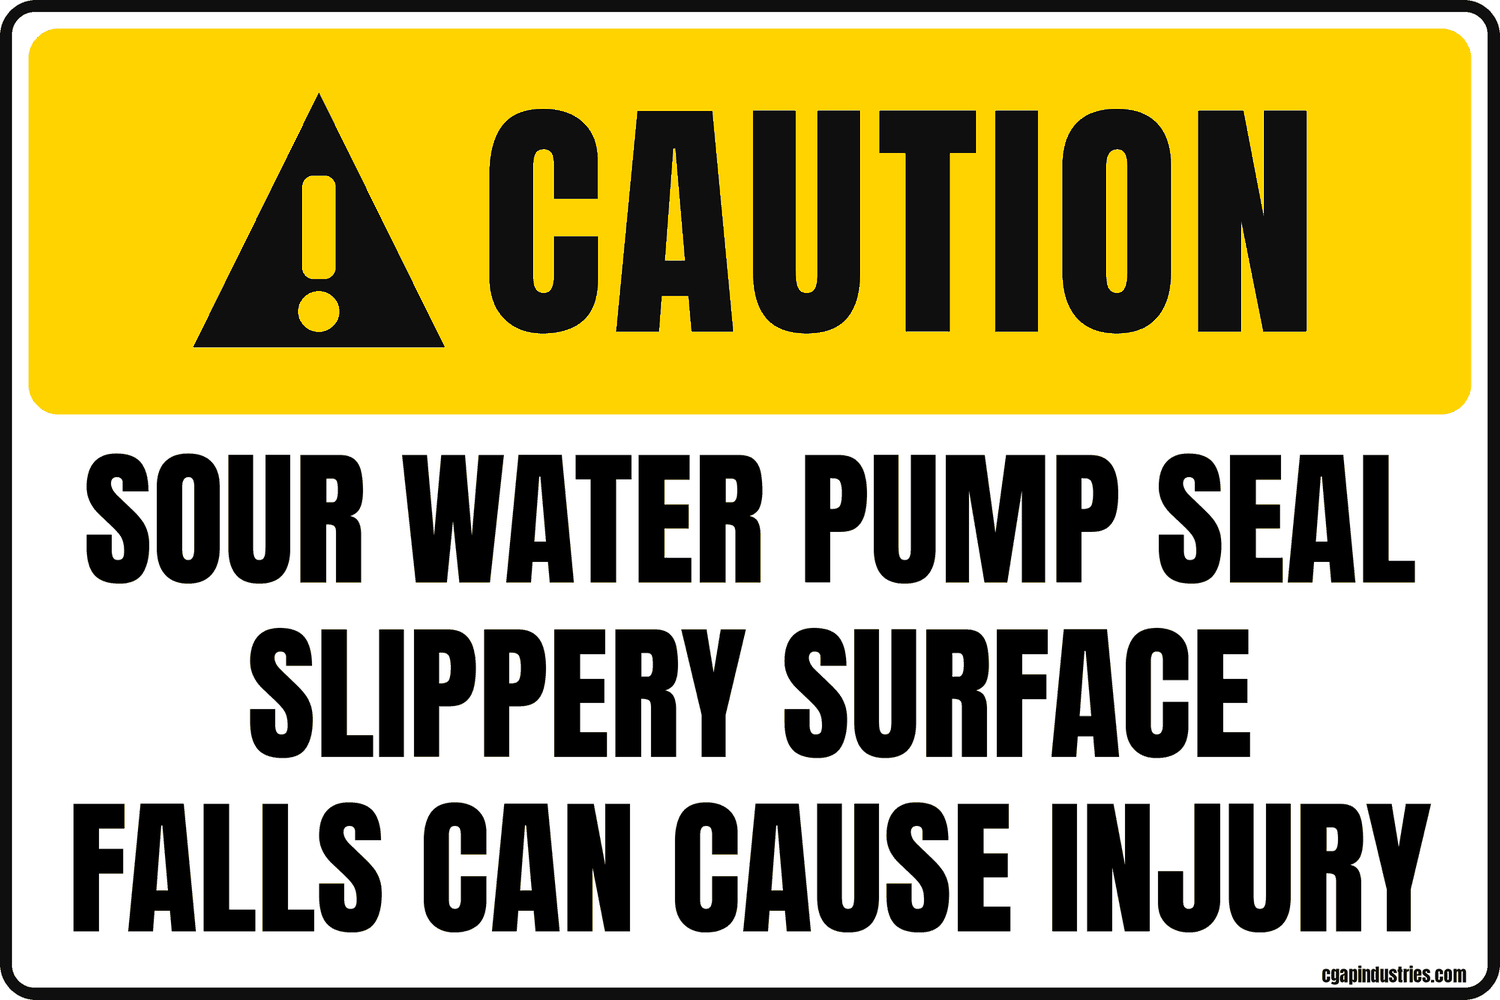 CAUTION
SOUR WATER PUMP SEAL
SLIPPERY SURFACE
FALLS CAN CAUSE INJURY
cgapindustries.com